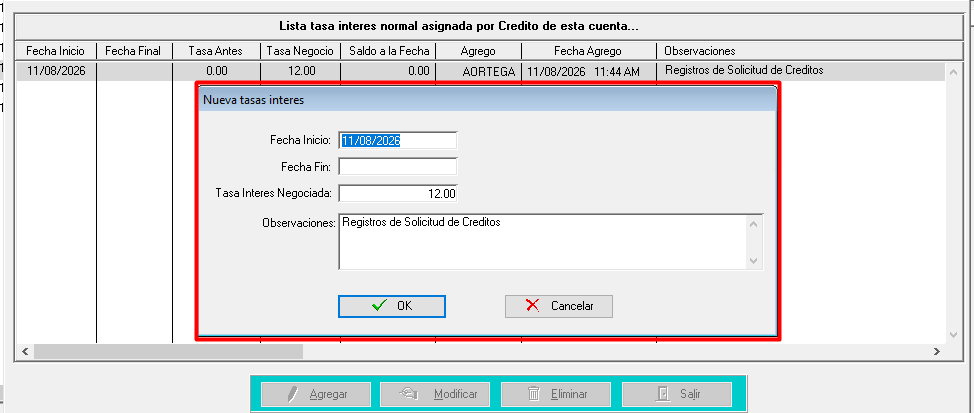 Lista tasa interes normal asignada por Credito de esta cuenta...
Fecha Inicio Fecha Final Tasa Antes Tasa Negocio Saldo a la Fecha Agrego Fecha Agrego Observaciones
11/08/2026 0.00 12.00 0.00 AORTEGA 11/08/2026 11:44 AM Registros de Solicitud de Creditos
Nueva tasas interes
Fecha Inicio: 11/08/2026
Fecha Fin:
Tasa Interes Negociada: 12.00
Observaciones: Registros de Solicitud de Creditos
OK Cancelar
Agregar Modificar Eliminar Salir